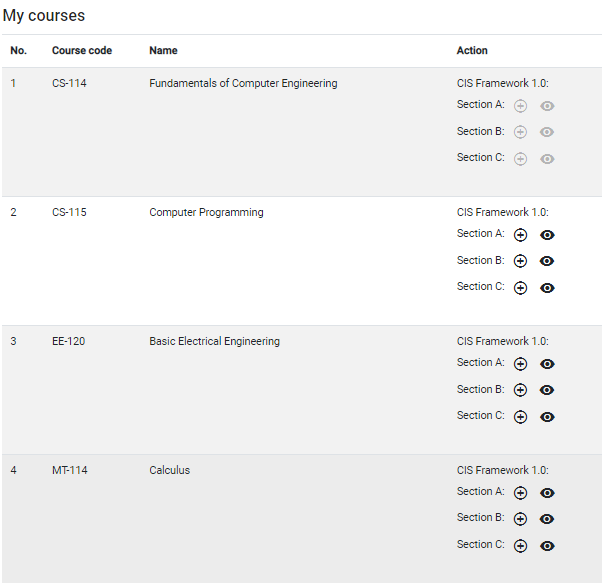 My courses
No. Course code Name Action
1 CS-114 Fundamentals of Computer Engineering CIS Framework 1.0:
Section A:
Section B:
Section C:
2 CS-115 Computer Programming CIS Framework 1.0:
Section A:
Section B:
Section C:
3 EE-120 Basic Electrical Engineering CIS Framework 1.0:
Section A:
Section B:
Section C:
4 MT-114 Calculus CIS Framework 1.0:
Section A:
Section B:
Section C: